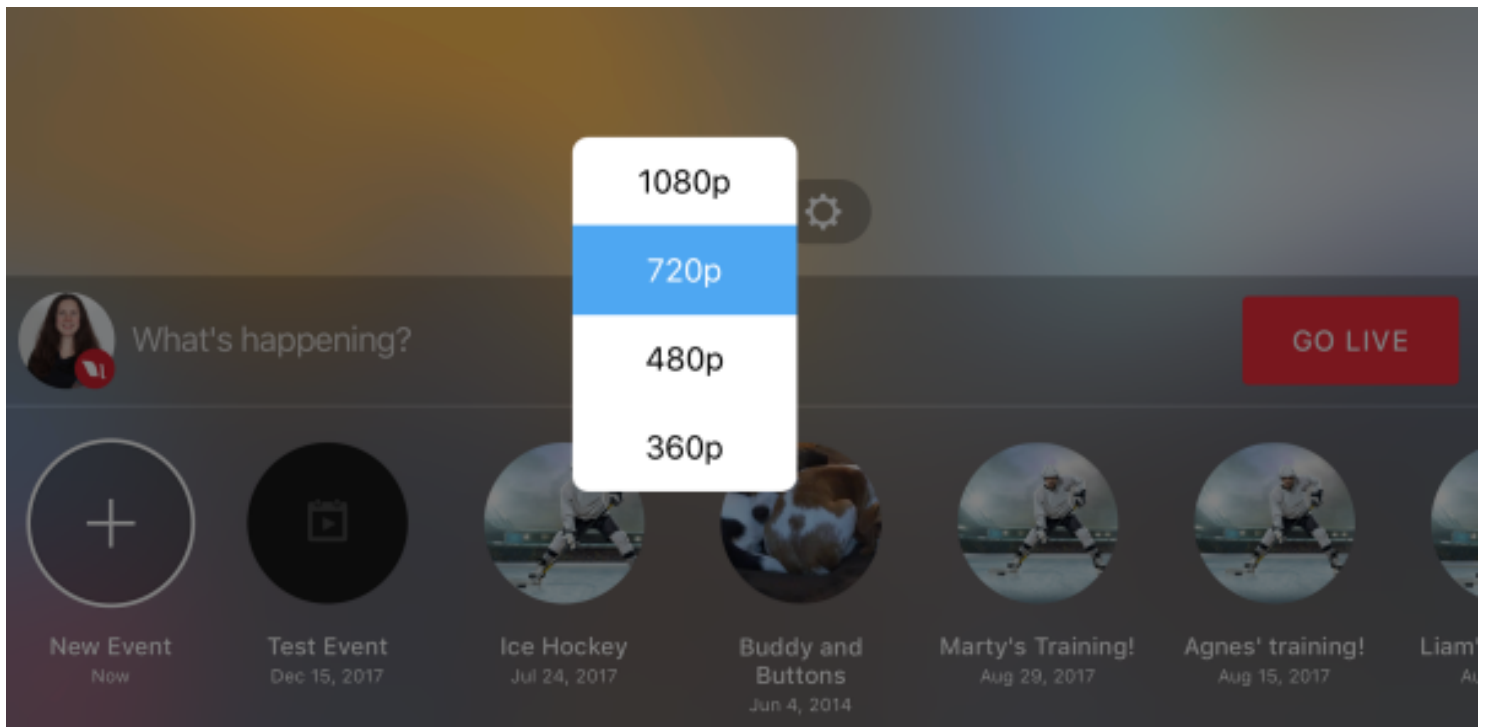 1080p
720p
480p
360p
What's happening?
GO LIVE
New Event
Now
Test Event
Dec 15, 2017
Ice Hockey
Jul 24, 2017
Buddy and
Buttons
Jun 4, 2014
Marty's Training!
Aug 29, 2017
Agnes' training!
Aug 15, 2017
Liam'